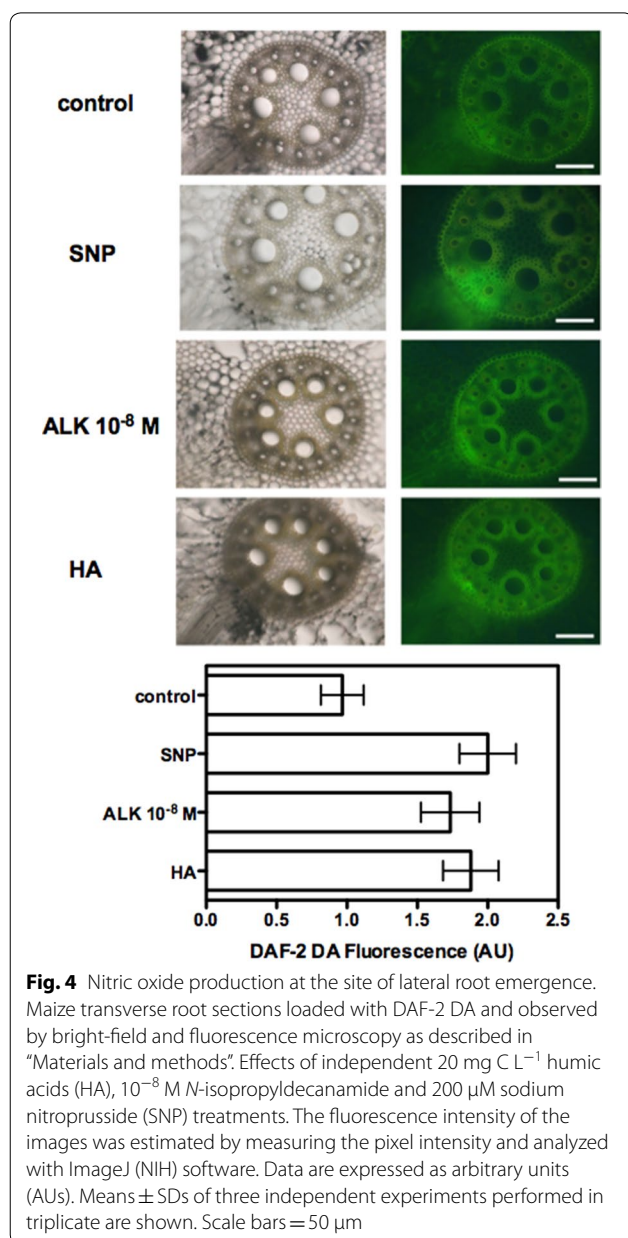 control
SNP
ALK 10⁻⁸ M
HA
control
SNP
ALK 10⁻⁸ M
HA
0.0 0.5 1.0 1.5 2.0 2.5
DAF-2 DA Fluorescence (AU)
Fig. 4 Nitric oxide production at the site of lateral root emergence.
Maize transverse root sections loaded with DAF-2 DA and observed
by bright-field and fluorescence microscopy as described in
“Materials and methods”. Effects of independent 20 mg C L⁻¹ humic
acids (HA), 10⁻⁸ M N-isopropyldecanamide and 200 µM sodium
nitroprusside (SNP) treatments. The fluorescence intensity of the
images was estimated by measuring the pixel intensity and analyzed
with ImageJ (NIH) software. Data are expressed as arbitrary units
(AUs). Means ± SDs of three independent experiments performed in
triplicate are shown. Scale bars = 50 µm